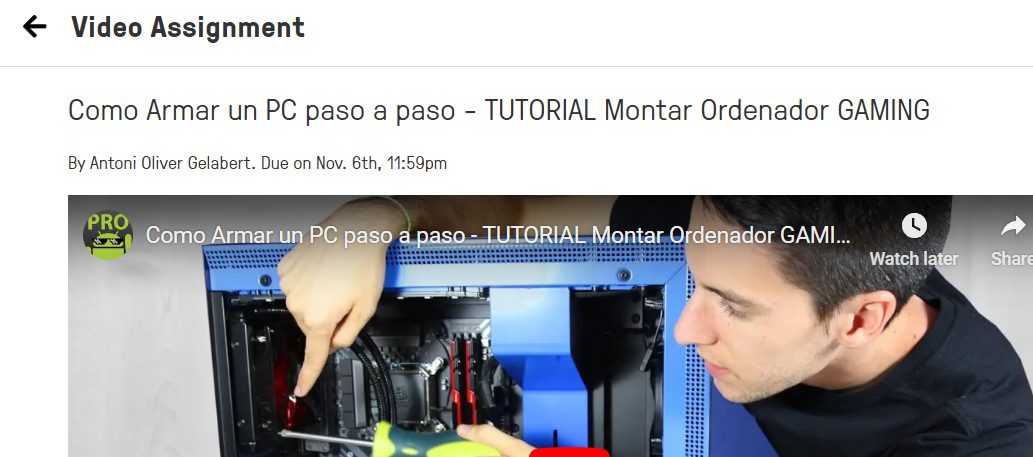 Video Assignment
Como Armar un PC paso a paso - TUTORIAL Montar Ordenador GAMING
By Antoni Oliver Gelabert. Due on Nov. 6th, 11:59pm
PRO
Como Armar un PC paso a paso - TUTORIAL Montar Ordenador GAMI...
Watch later
Share